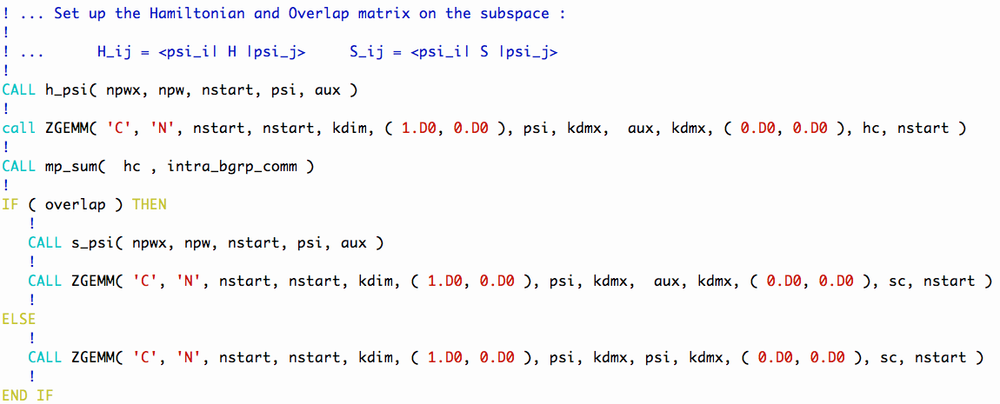 ! ... Set up the Hamiltonian and Overlap matrix on the subspace :
!
! ...      H_ij = <psi_i| H |psi_j>     S_ij = <psi_i| S |psi_j>
!
CALL h_psi( npwx, npw, nstart, psi, aux )
!
call ZGEMM( 'C', 'N', nstart, nstart, kdim, ( 1.D0, 0.D0 ), psi, kdmx,  aux, kdmx, ( 0.D0, 0.D0 ), hc, nstart )
!
CALL mp_sum(  hc , intra_bgrp_comm )
!
IF ( overlap ) THEN
   !
   CALL s_psi( npwx, npw, nstart, psi, aux )
   !
   CALL ZGEMM( 'C', 'N', nstart, nstart, kdim, ( 1.D0, 0.D0 ), psi, kdmx,  aux, kdmx, ( 0.D0, 0.D0 ), sc, nstart )
   !
ELSE
   !
   CALL ZGEMM( 'C', 'N', nstart, nstart, kdim, ( 1.D0, 0.D0 ), psi, kdmx, psi, kdmx, ( 0.D0, 0.D0 ), sc, nstart )
   !
END IF